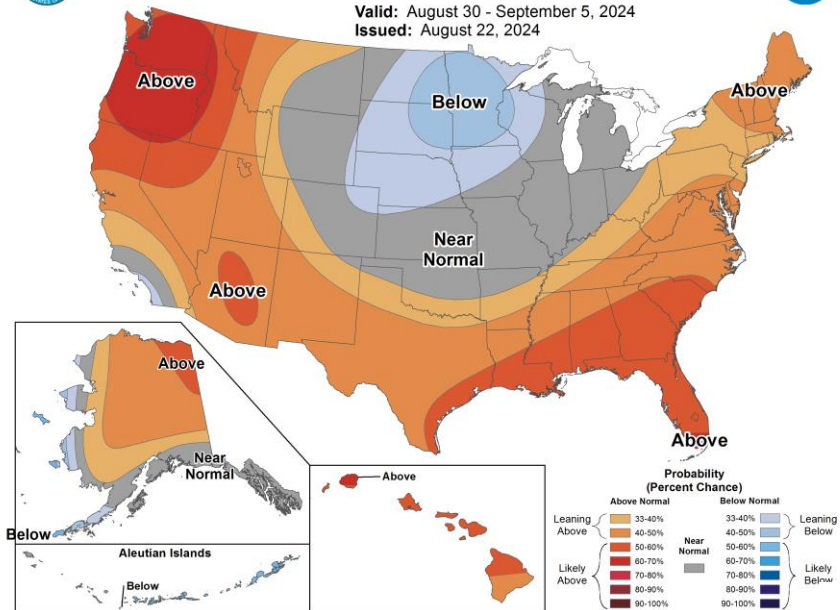 Valid: August 30 - September 5, 2024
Issued: August 22, 2024
Above
Below
Above
Near
Normal
Above
Above
Above
Near
Normal
Below
Aleutian Islands
Below
Above
Probability
(Percent Chance)
Above Normal
Below Normal
Leaning
Above
33-40%
40-50%
50-60%
60-70%
70-80%
80-90%
90-100%
Likely
Above
Near
Normal
33-40%
40-50%
50-60%
60-70%
70-80%
80-90%
90-100%
Leaning
Below
Likely
Below